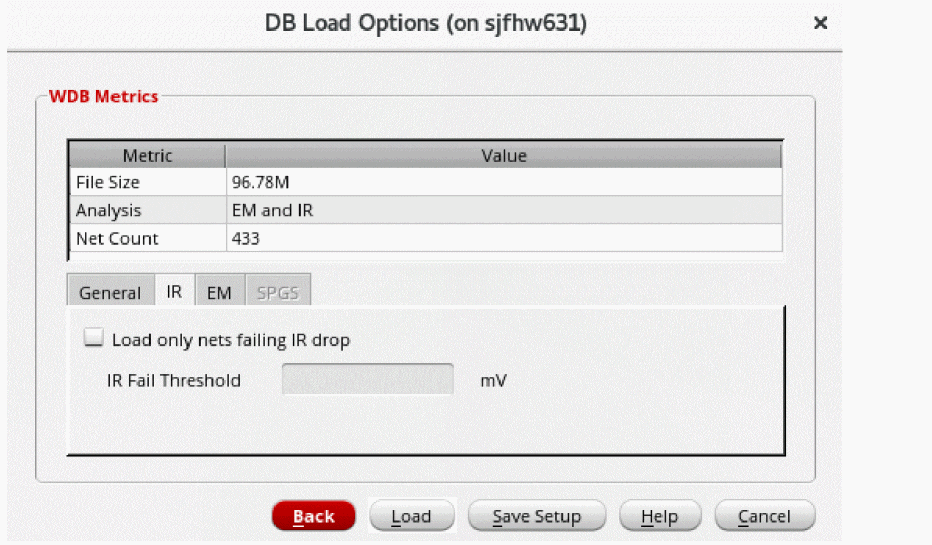 DB Load Options (on sjfhw631)
WDB Metrics
Metric Value
File Size 96.78M
Analysis EM and IR
Net Count 433
General IR EM SPGS
Load only nets failing IR drop
IR Fail Threshold mV
Back Load Save Setup Help Cancel